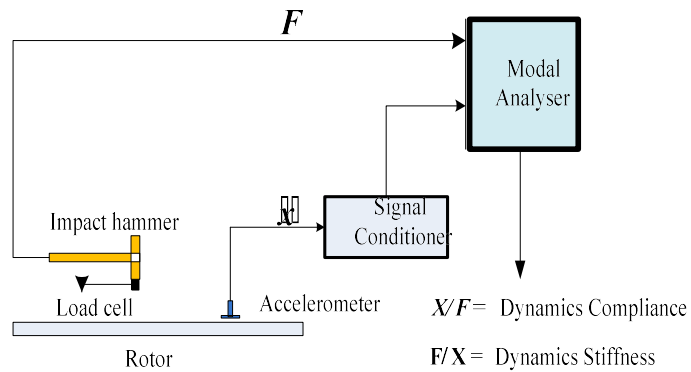 F
Modal
Analyser
Impact hammer
Signal
Conditioner
Load cell
Accelerometer
Rotor
X/F = Dynamics Compliance
F/X = Dynamics Stiffness